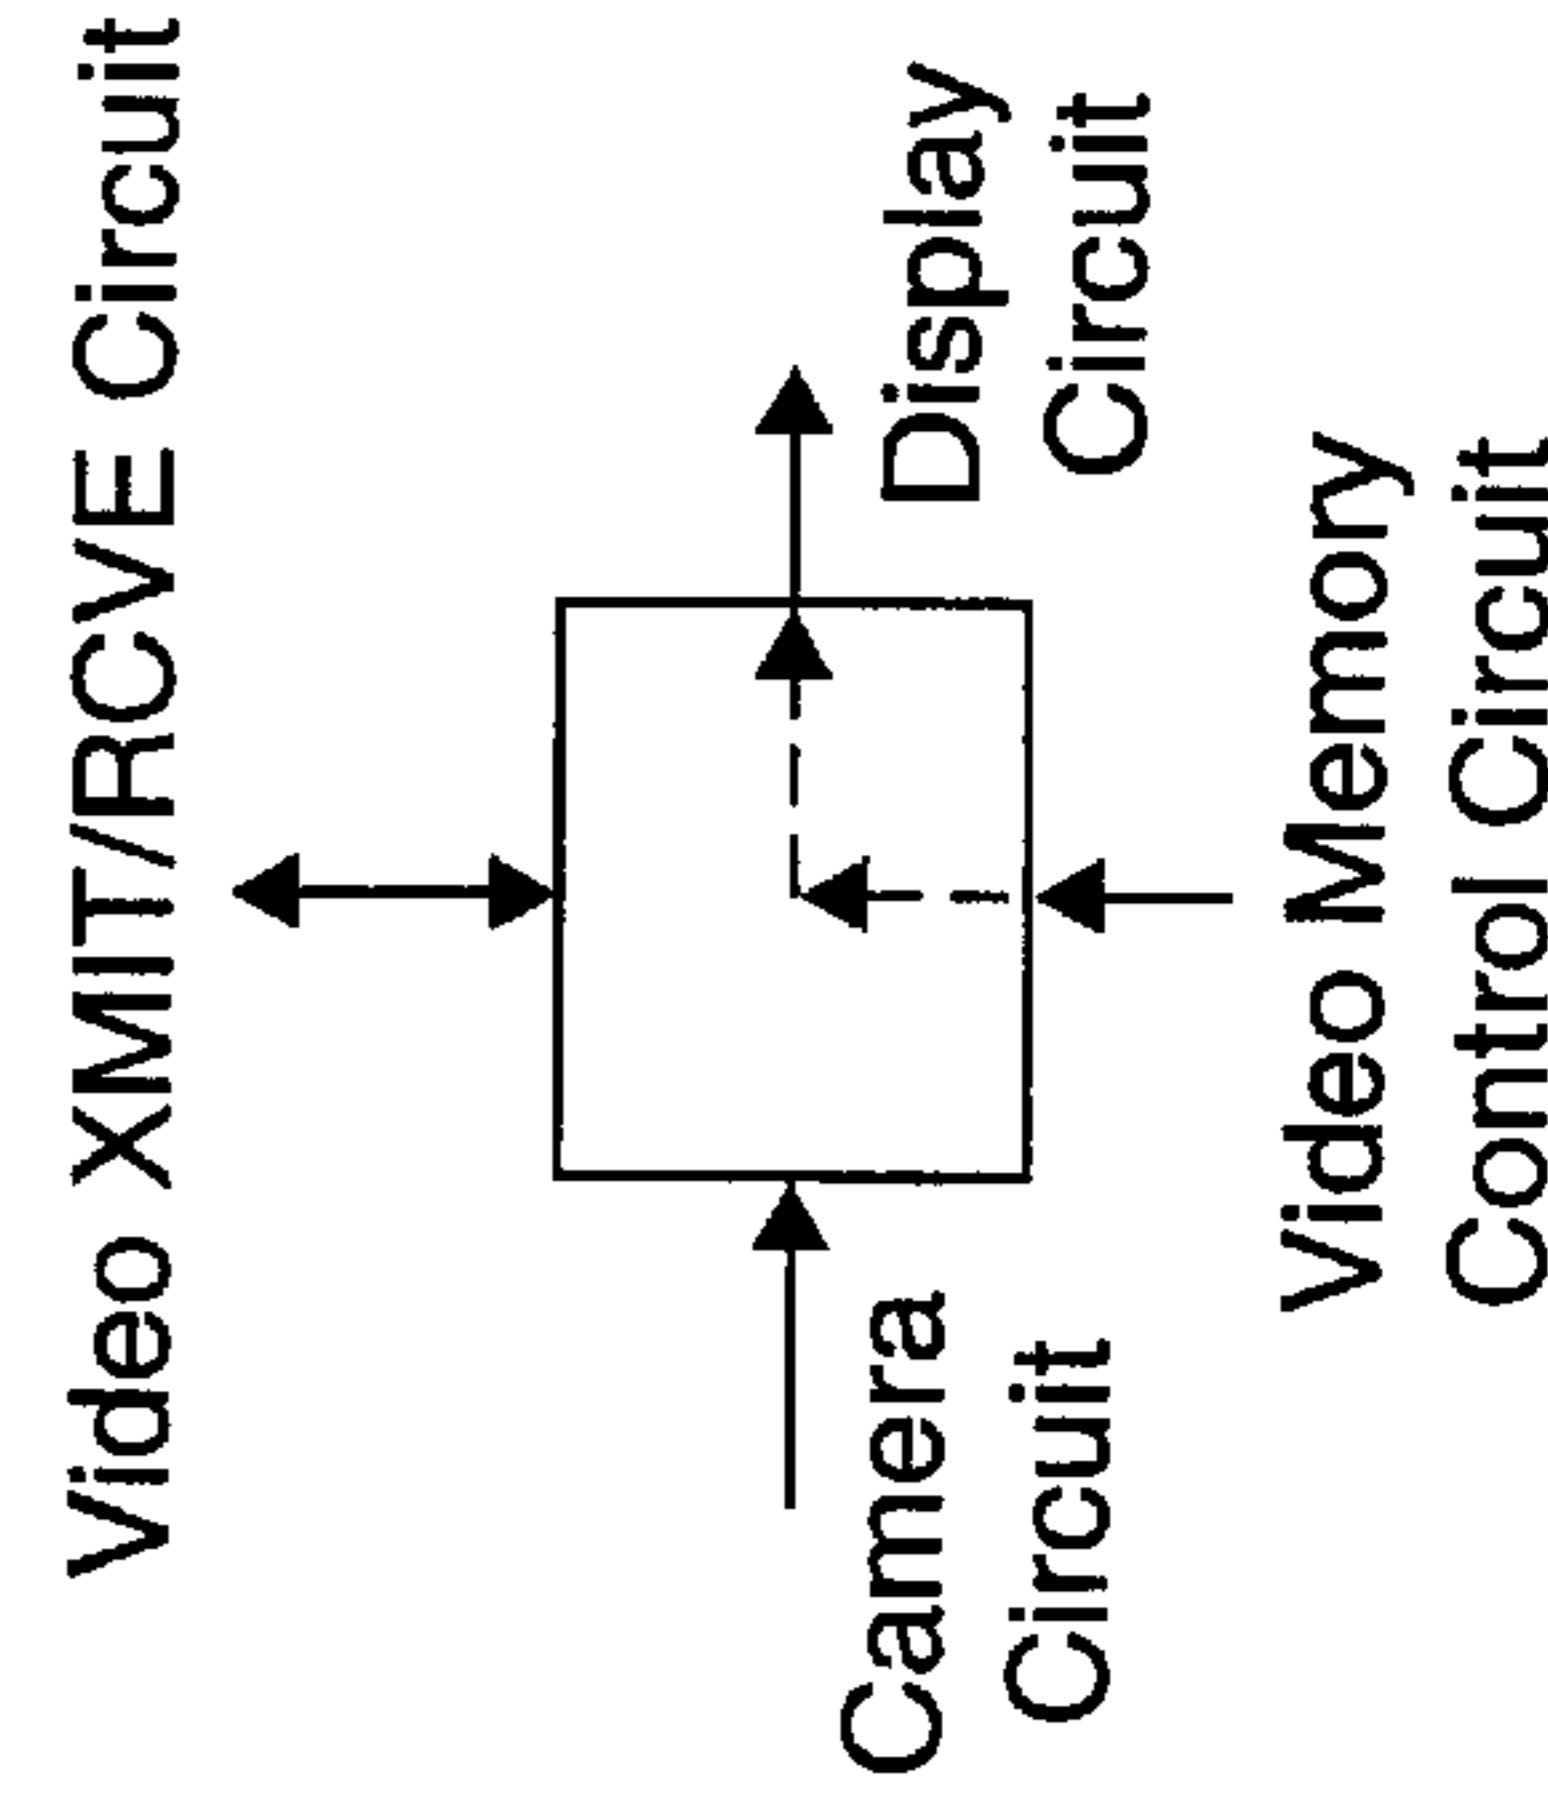 Video XMIT/RCVE Circuit
Camera
Circuit
Display
Circuit
Video Memory
Control Circuit